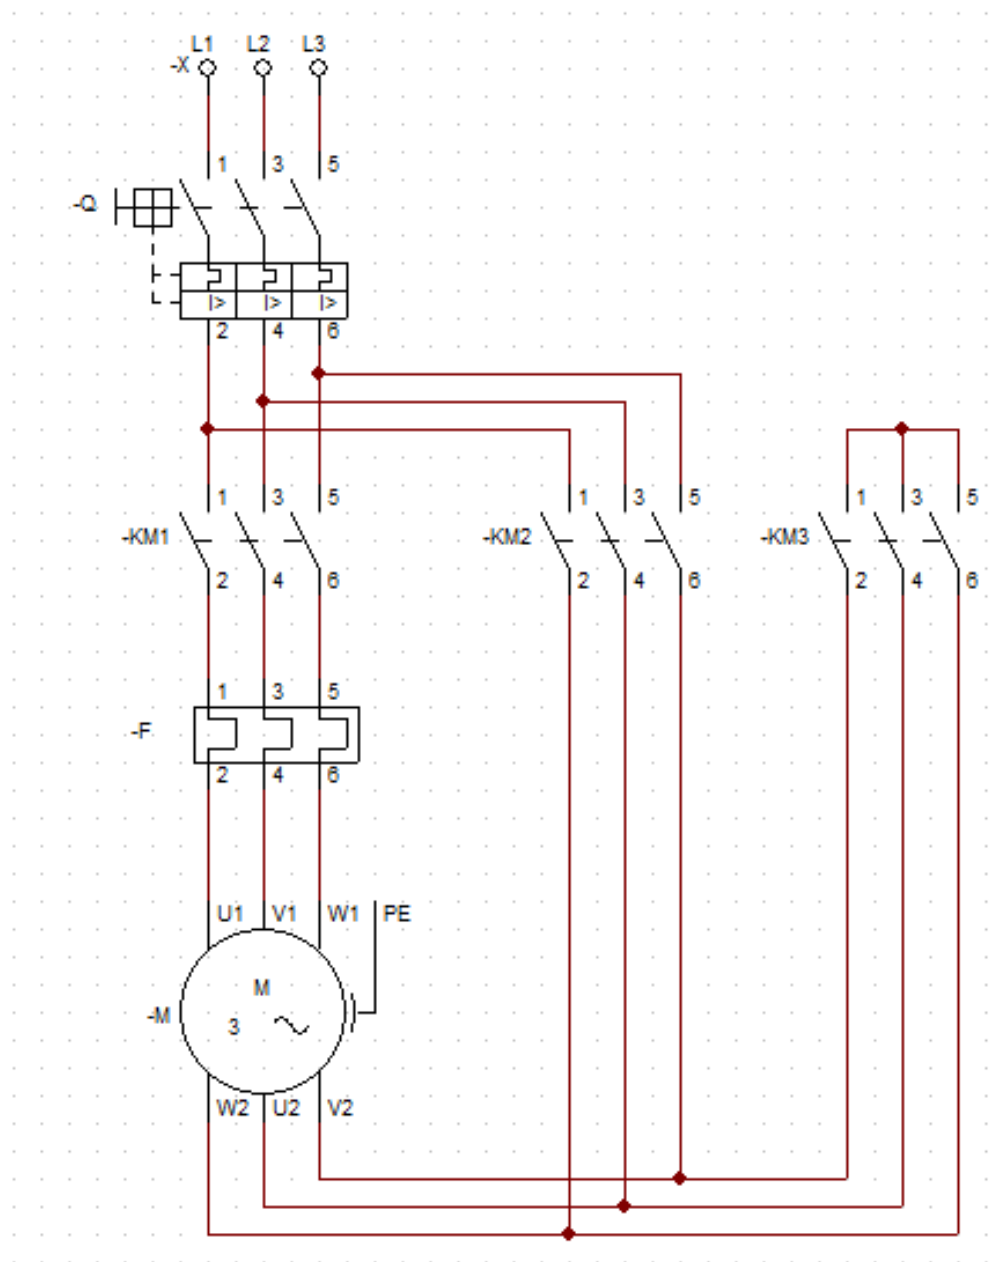 L1 L2 L3
-X
1 3 5
-Q
I> I> I>
2 4 6
1 3 5 1 3 5 1 3 5
-KM1 -KM2 -KM3
2 4 6 2 4 6 2 4 6
1 3 5
-F
2 4 6
U1 V1 W1 PE
M
-M
3
W2 U2 V2